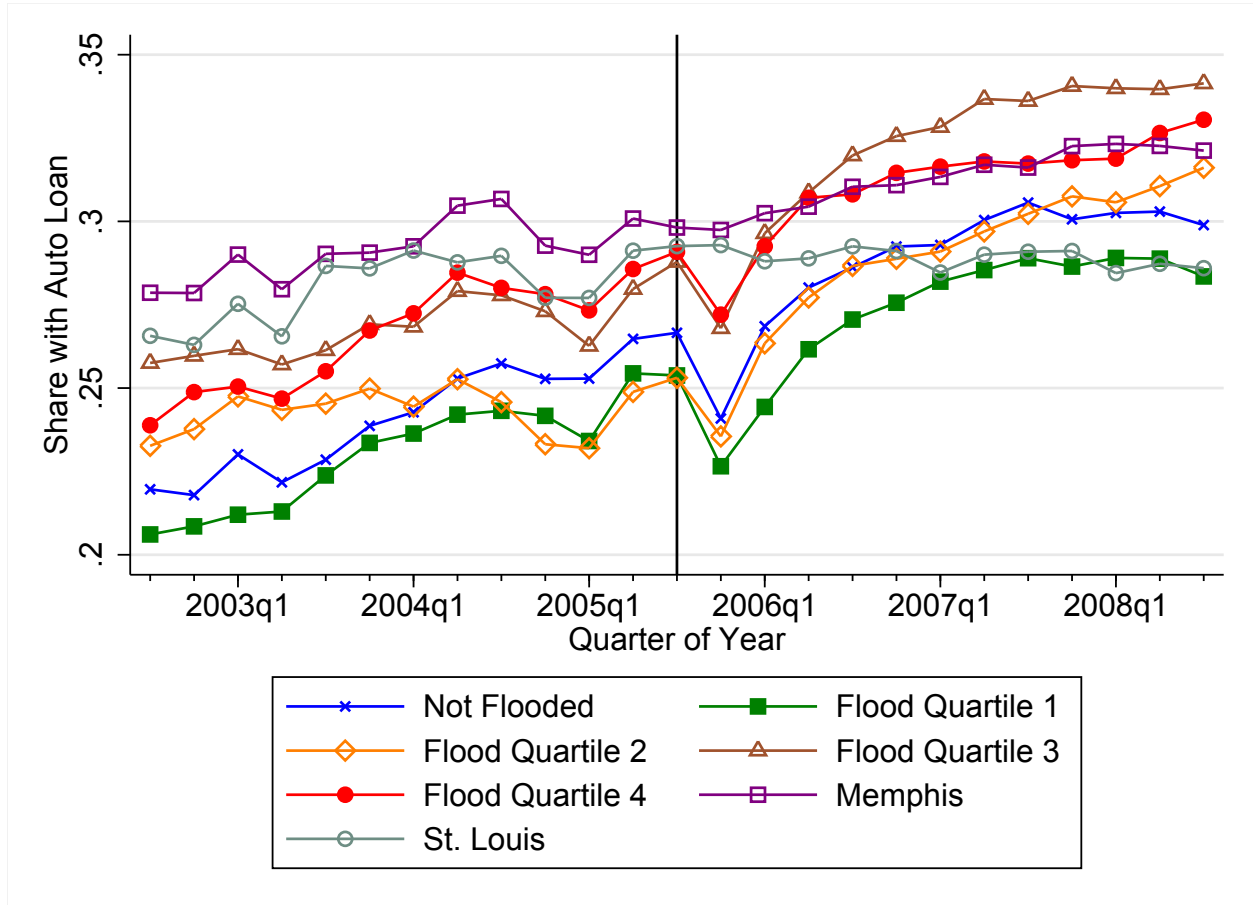 Share with Auto Loan
.35
.3
.25
.2
2003q1 2004q1 2005q1 2006q1 2007q1 2008q1
Quarter of Year
Not Flooded Flood Quartile 1
Flood Quartile 2 Flood Quartile 3
Flood Quartile 4 Memphis
St. Louis